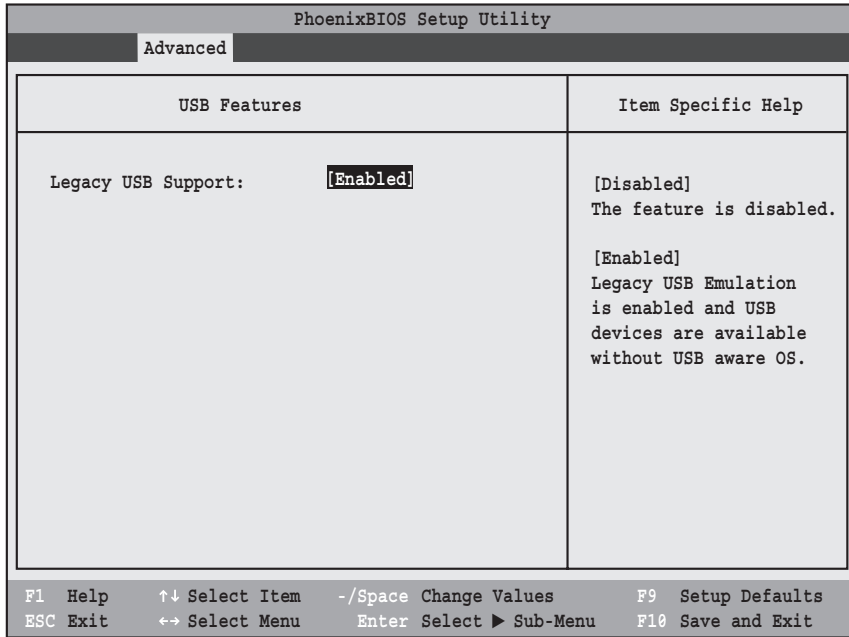 PhoenixBIOS Setup Utility
Advanced
USB Features
Item Specific Help
Legacy USB Support: [Enabled]
[Disabled]
The feature is disabled.
[Enabled]
Legacy USB Emulation
is enabled and USB
devices are available
without USB aware OS.
F1 Help ↑↓ Select Item -/Space Change Values F9 Setup Defaults
ESC Exit ←→ Select Menu Enter Select ▶ Sub-Menu F10 Save and Exit